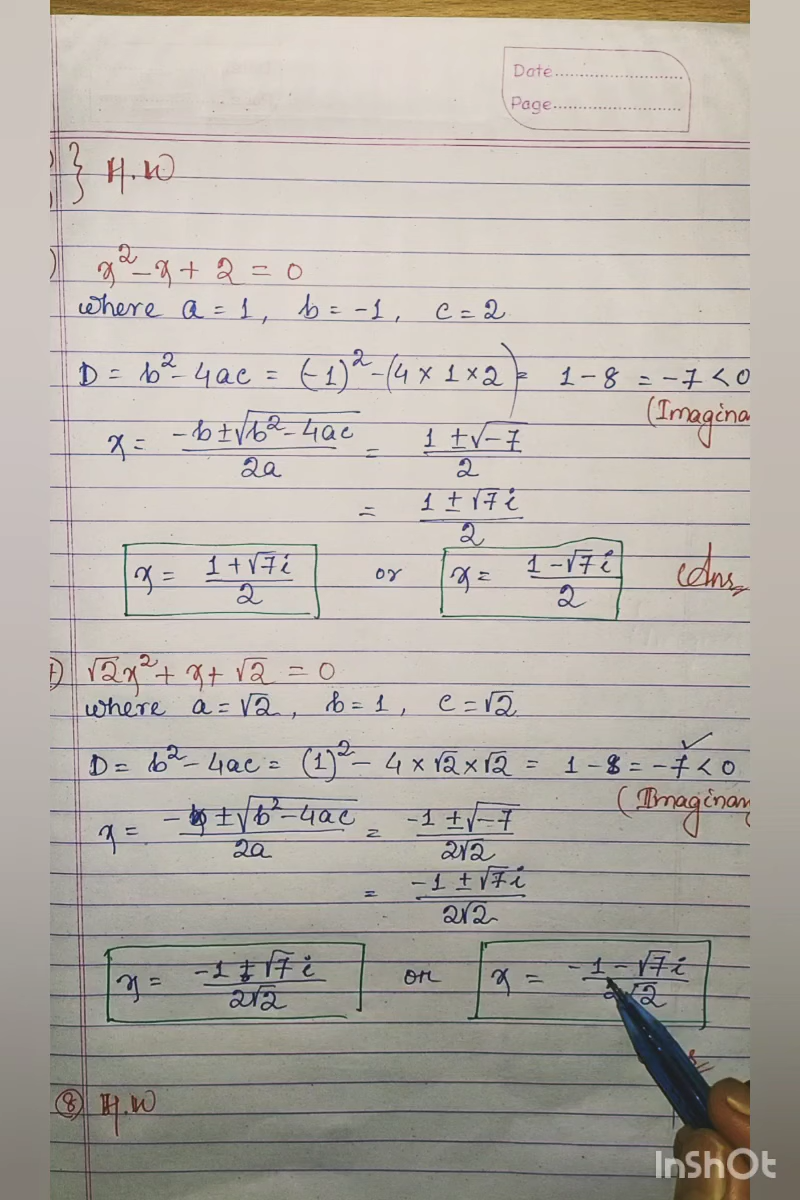 Date
Page
} H.W
x² - x + 2 = 0
where a = 1, b = -1, c = 2
D = b² - 4ac = (-1)² - (4 × 1 × 2) = 1 - 8 = -7 < 0
(Imagina
x = (-b ± √(b² - 4ac))/2a = (1 ± √-7)/2
= (1 ± √7 i)/2
x = (1 + √7 i)/2 or x = (1 - √7 i)/2 Ans
√2x² + x + √2 = 0
where a = √2, b = 1, c = √2
D = b² - 4ac = (1)² - 4 × √2 × √2 = 1 - 8 = -7 < 0
(Imaginar
x = (-b ± √(b² - 4ac))/2a = (-1 ± √-7)/2√2
= (-1 ± √7 i)/2√2
x = (-1 + √7 i)/2√2 or x = (-1 - √7 i)/2√2
⑧ H.W
InShOt